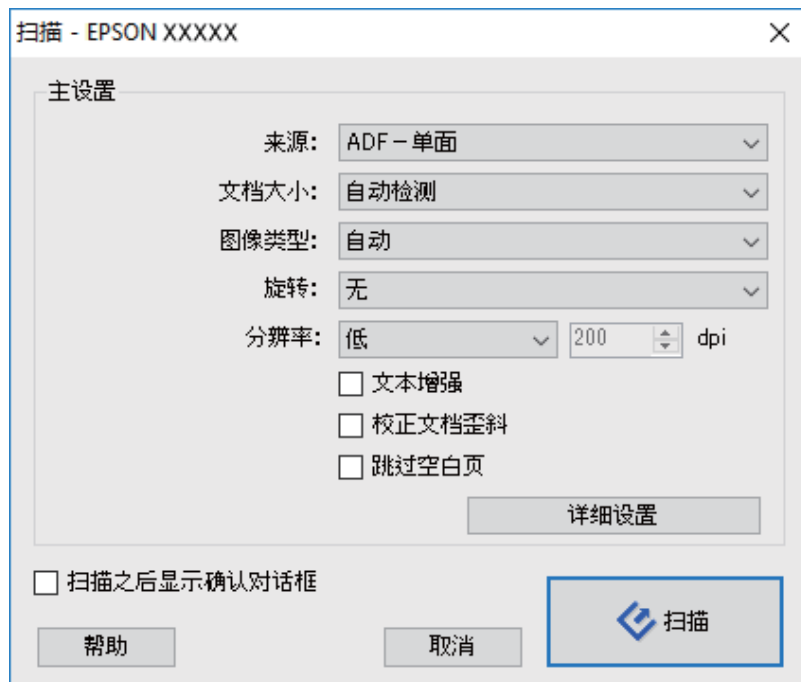 扫描 - EPSON XXXXX
主设置
来源: ADF－单面
文档大小: 自动检测
图像类型: 自动
旋转: 无
分辨率: 低 200 dpi
文本增强
校正文档歪斜
跳过空白页
详细设置
扫描之后显示确认对话框
帮助 取消 扫描